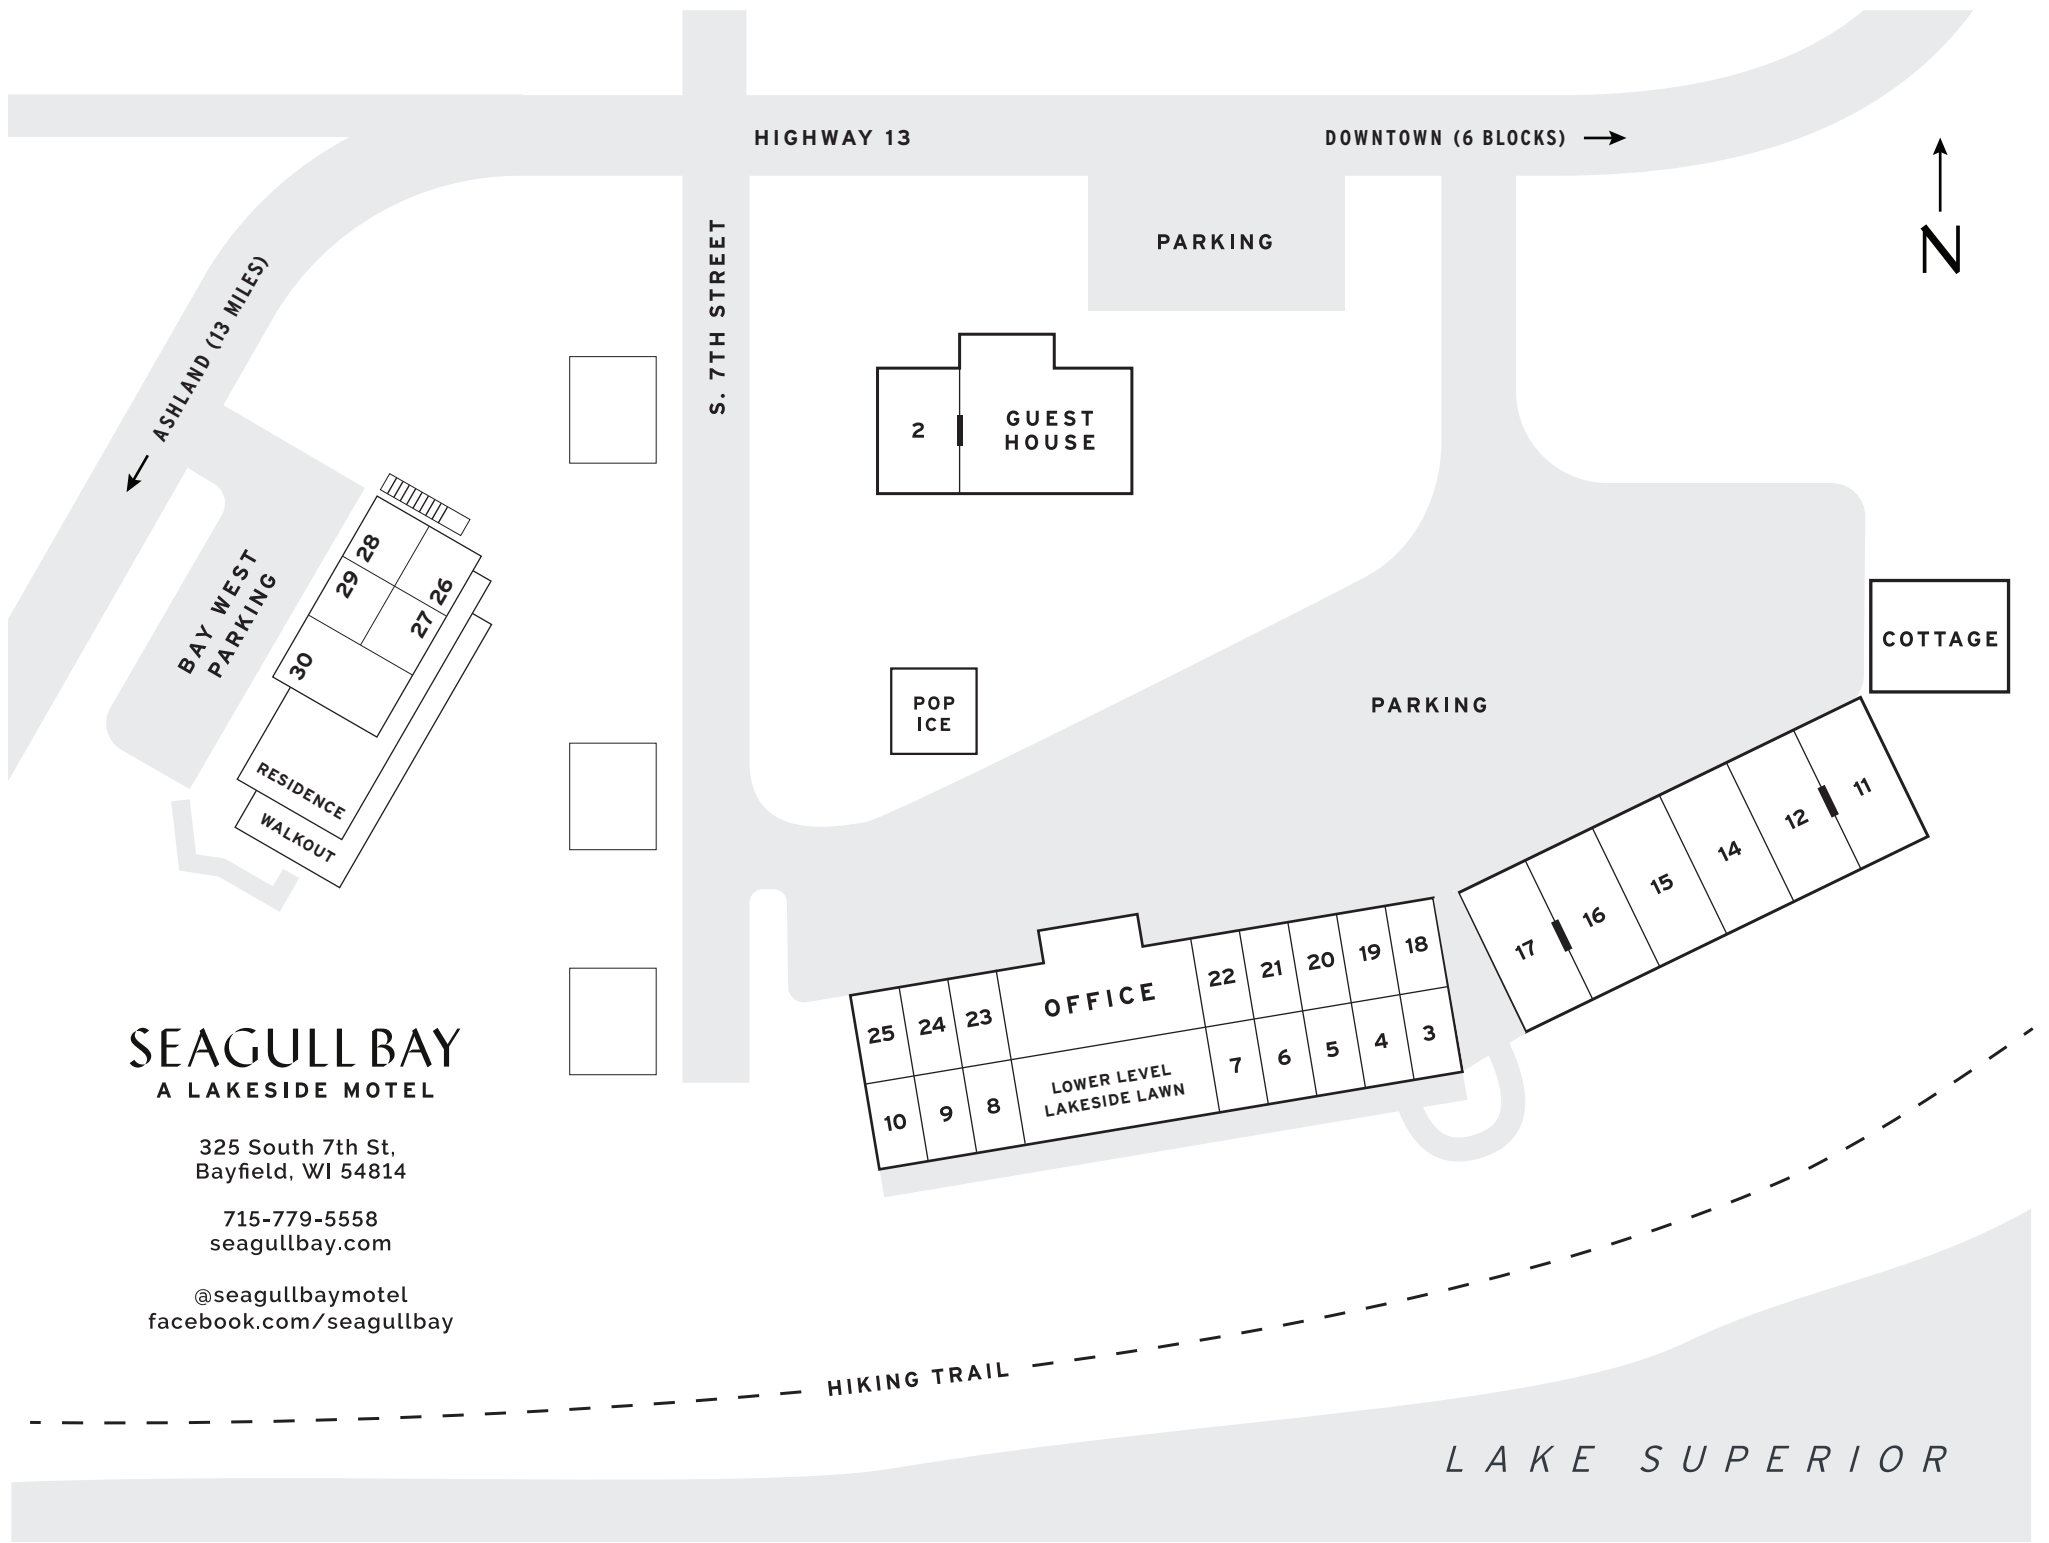 HIGHWAY 13
DOWNTOWN (6 BLOCKS)
N
S. 7TH STREET
PARKING
ASHLAND (13 MILES)
2
GUEST
HOUSE
BAY WEST
PARKING
28
29
26
27
30
RESIDENCE
WALKOUT
POP
ICE
PARKING
COTTAGE
11
12
14
15
16
17
18
19
20
21
22
OFFICE
23
24
25
LOWER LEVEL
LAKESIDE LAWN
3
4
5
6
7
8
9
10
SEAGULL BAY
A LAKESIDE MOTEL
325 South 7th St,
Bayfield, WI 54814
715-779-5558
seagullbay.com
@seagullbaymotel
facebook.com/seagullbay
HIKING TRAIL
LAKE SUPERIOR